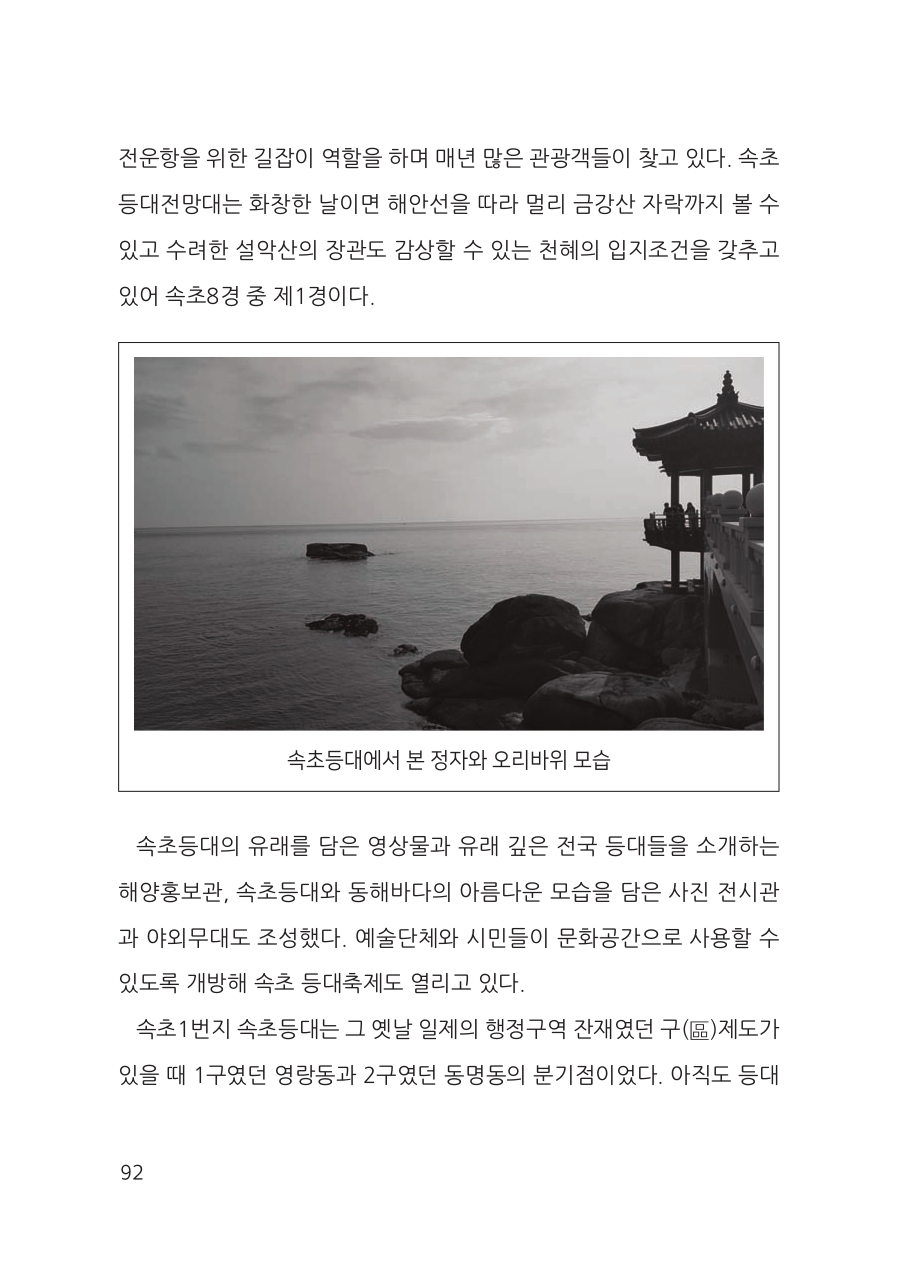 전운항을 위한 길잡이 역할을 하며 매년 많은 관광객들이 찾고 있다. 속초
등대전망대는 화창한 날이면 해안선을 따라 멀리 금강산 자락까지 볼 수
있고 수려한 설악산의 장관도 감상할 수 있는 천혜의 입지조건을 갖추고
있어 속초8경 중 제1경이다.
속초등대에서 본 정자와 오리바위 모습
속초등대의 유래를 담은 영상물과 유래 깊은 전국 등대들을 소개하는
해양홍보관, 속초등대와 동해바다의 아름다운 모습을 담은 사진 전시관
과 야외무대도 조성했다. 예술단체와 시민들이 문화공간으로 사용할 수
있도록 개방해 속초 등대축제도 열리고 있다.
속초1번지 속초등대는 그 옛날 일제의 행정구역 잔재였던 구(區)제도가
있을 때 1구였던 영랑동과 2구였던 동명동의 분기점이었다. 아직도 등대
92